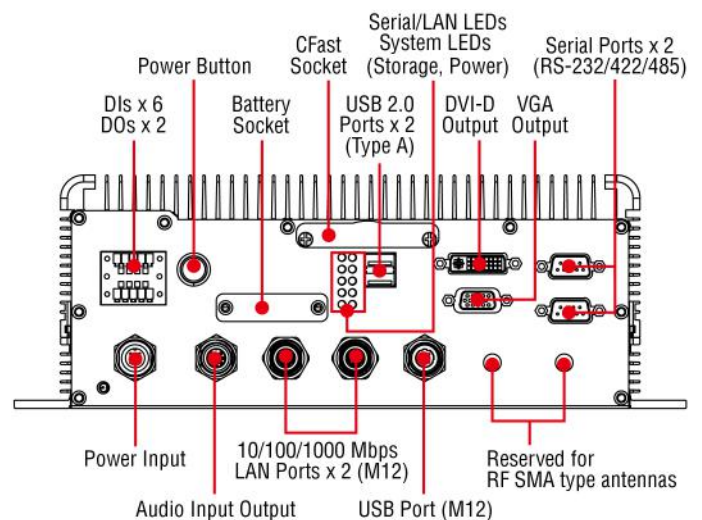 Serial/LAN LEDs
System LEDs
(Storage, Power)
CFast
Socket
Serial Ports x 2
(RS-232/422/485)
Power Button
DIs x 6
DOs x 2
Battery
Socket
USB 2.0
Ports x 2
(Type A)
DVI-D
Output
VGA
Output
Power Input
10/100/1000 Mbps
LAN Ports x 2 (M12)
Reserved for
RF SMA type antennas
Audio Input Output
USB Port (M12)